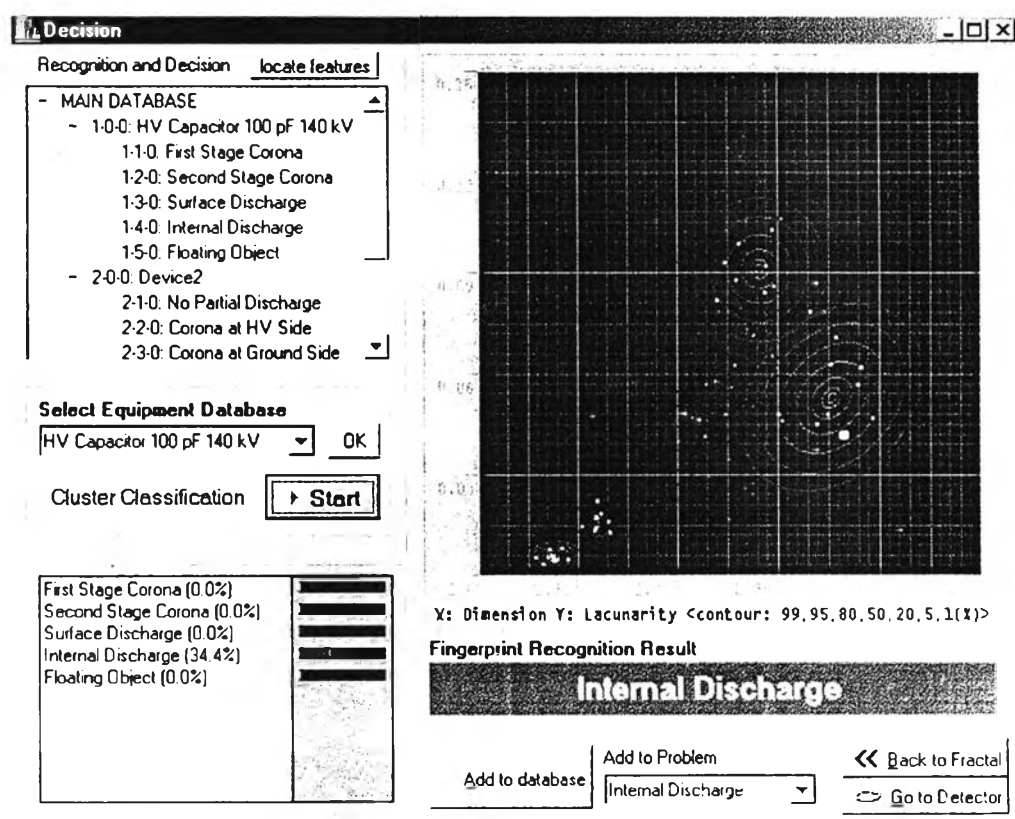 Decision
Recognition and Decision locate features
- MAIN DATABASE
- 1-0-0: HV Capacitor 100 pF 140 kV
1-1-0: First Stage Corona
1-2-0: Second Stage Corona
1-3-0: Surface Discharge
1-4-0: Internal Discharge
1-5-0: Floating Object
- 2-0-0: Device2
2-1-0: No Partial Discharge
2-2-0: Corona at HV Side
2-3-0: Corona at Ground Side
Select Equipment Database
HV Capacitor 100 pF 140 kV OK
Cluster Classification Start
First Stage Corona (0.0%)
Second Stage Corona (0.0%)
Surface Discharge (0.0%)
Internal Discharge (34.4%)
Floating Object (0.0%)
0.15
0.09
0.06
X: Dimension Y: Lacunarity <contour: 99,95,80,50,20,5,1(%)>
Fingerprint Recognition Result
Internal Discharge
Add to database
Add to Problem
Internal Discharge
Back to Fractal
Go to Detector